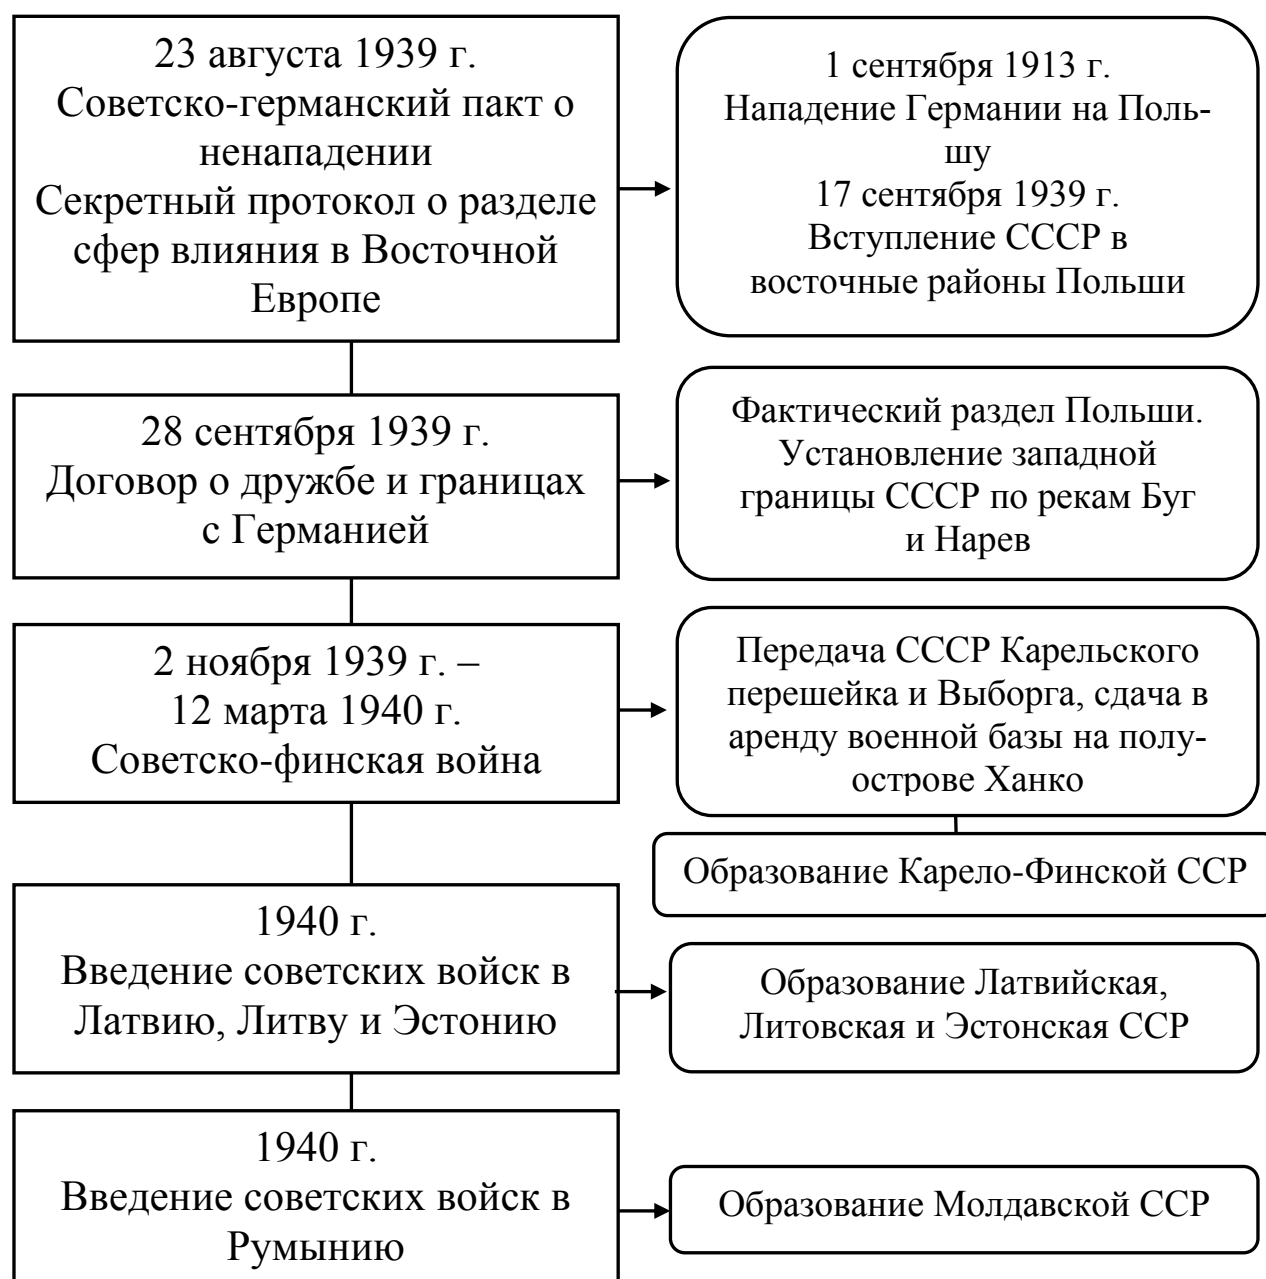 23 августа 1939 г.
Советско-германский пакт о
ненападении
Секретный протокол о разделе
сфер влияния в Восточной
Европе
1 сентября 1913 г.
Нападение Германии на Поль-
шу
17 сентября 1939 г.
Вступление СССР в
восточные районы Польши
28 сентября 1939 г.
Договор о дружбе и границах
с Германией
Фактический раздел Польши.
Установление западной
границы СССР по рекам Буг
и Нарев
2 ноября 1939 г. –
12 марта 1940 г.
Советско-финская война
Передача СССР Карельского
перешейка и Выборга, сдача в
аренду военной базы на полу-
острове Ханко
Образование Карело-Финской ССР
1940 г.
Введение советских войск в
Латвию, Литву и Эстонию
Образование Латвийская,
Литовская и Эстонская ССР
1940 г.
Введение советских войск в
Румынию
Образование Молдавской ССР